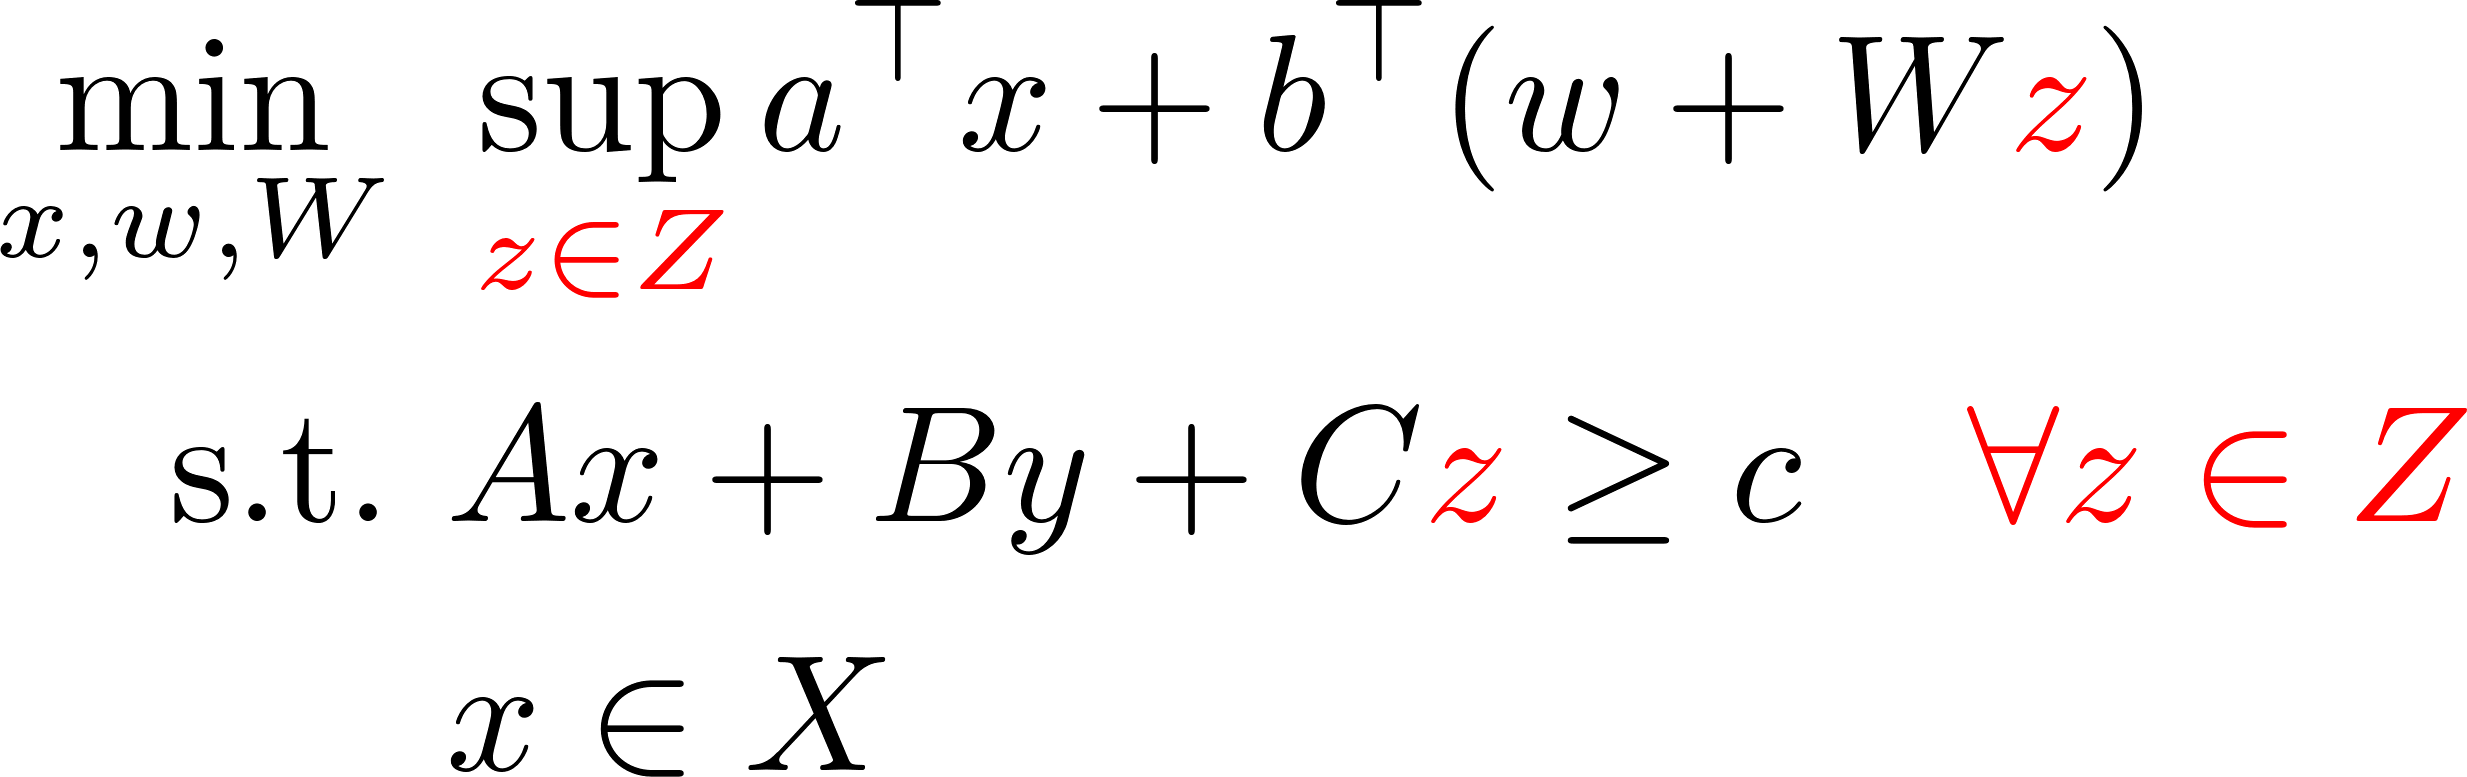 min sup a⊤x + b⊤(w + Wz)
x,w,W z∈Z
s.t. Ax + By + Cz ≥ c ∀z ∈ Z
x ∈ X